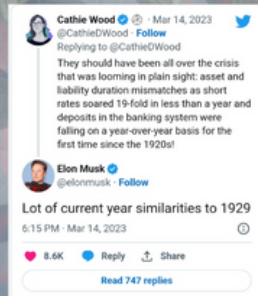 Cathie Wood · Mar 14, 2023
@CathieDWood · Follow
Replying to @CathieDWood
They should have been all over the crisis
that was looming in plain sight: asset and
liability duration mismatches as short
rates soared 19-fold in less than a year and
deposits in the banking system were
falling on a year-over-year basis for the
first time since the 1920s!
Elon Musk
@elonmusk · Follow
Lot of current year similarities to 1929
6:15 PM · Mar 14, 2023
8.6K Reply Share
Read 747 replies